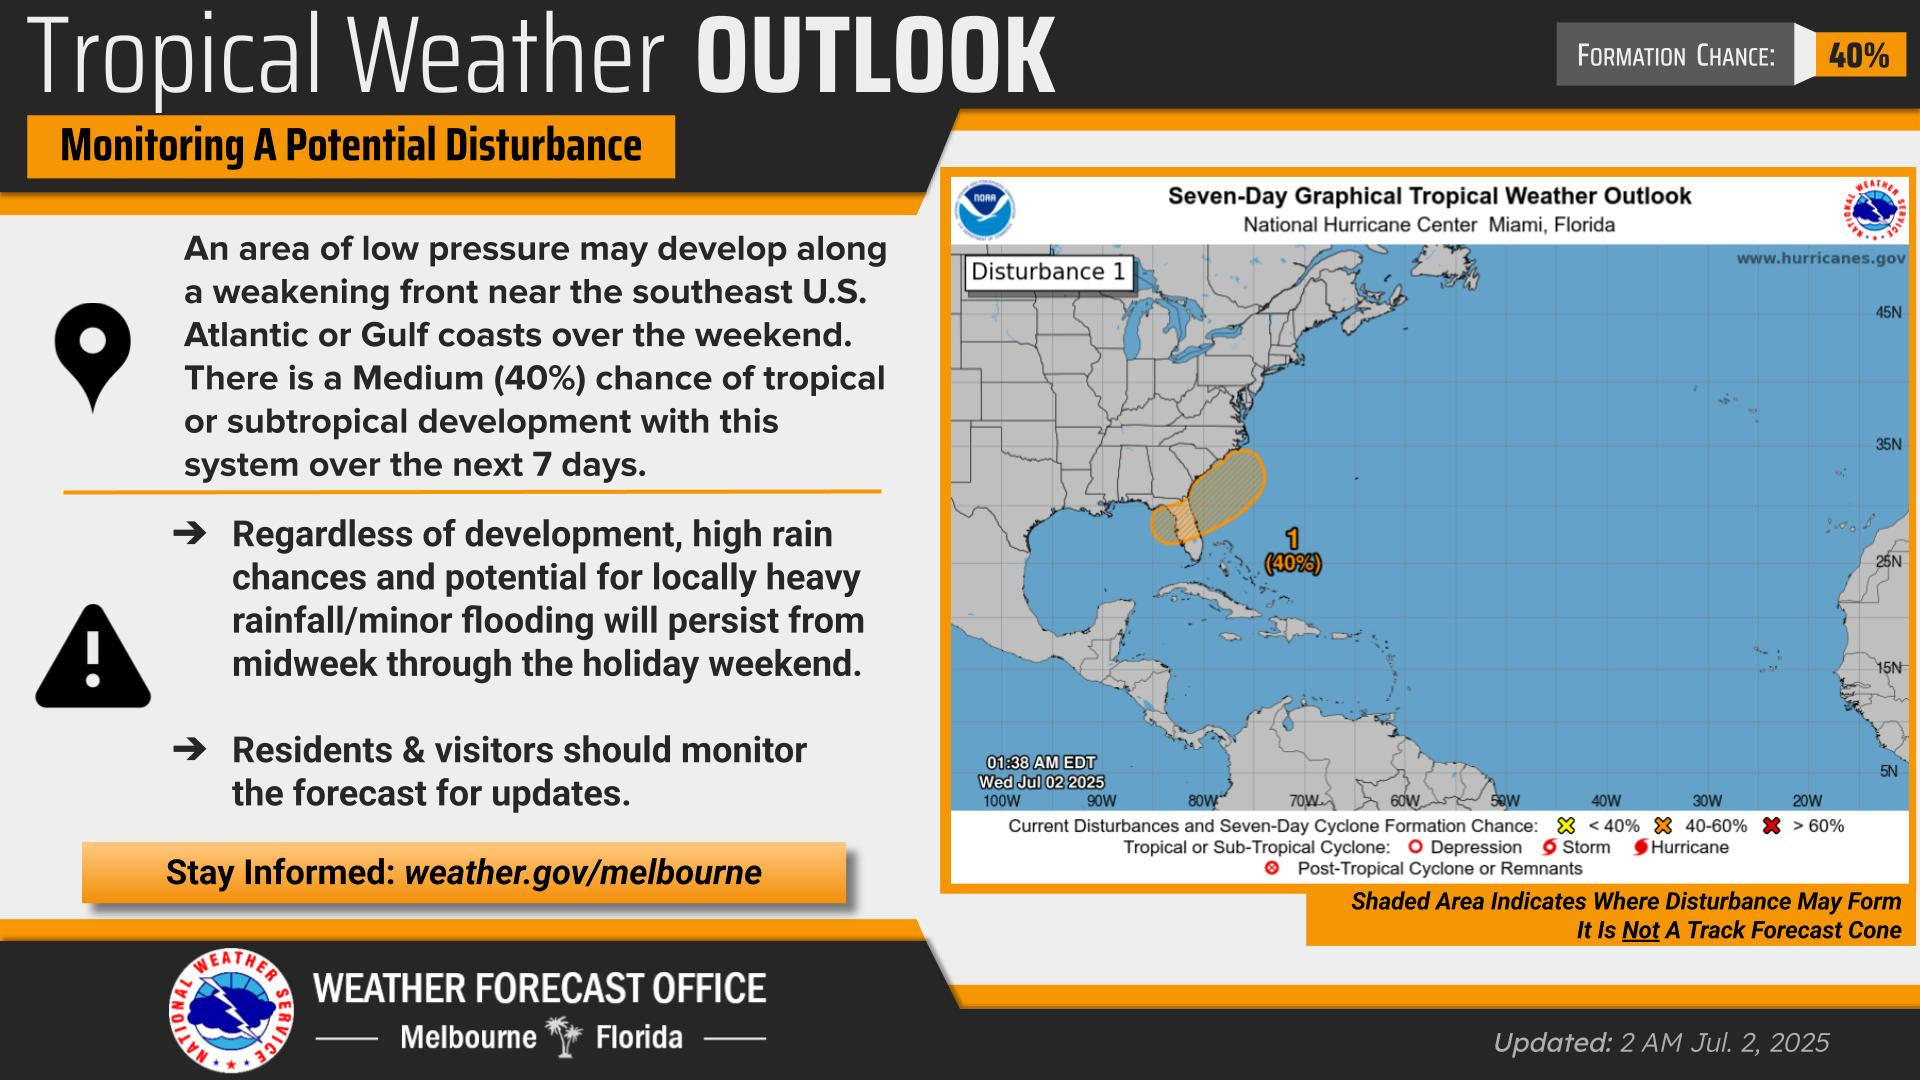 Tropical Weather OUTLOOK
FORMATION CHANCE: 40%
Monitoring A Potential Disturbance
An area of low pressure may develop along
a weakening front near the southeast U.S.
Atlantic or Gulf coasts over the weekend.
There is a Medium (40%) chance of tropical
or subtropical development with this
system over the next 7 days.
➔ Regardless of development, high rain
chances and potential for locally heavy
rainfall/minor flooding will persist from
midweek through the holiday weekend.
➔ Residents & visitors should monitor
the forecast for updates.
Stay Informed: weather.gov/melbourne
NOAA
Seven-Day Graphical Tropical Weather Outlook
National Hurricane Center Miami, Florida
NATIONAL WEATHER SERVICE
www.hurricanes.gov
Disturbance 1
45N
35N
25N
15N
5N
1
(40%)
01:38 AM EDT
Wed Jul 02 2025
100W 90W 80W 70W 60W 50W 40W 30W 20W
Current Disturbances and Seven-Day Cyclone Formation Chance: < 40% 40-60% > 60%
Tropical or Sub-Tropical Cyclone: Depression Storm Hurricane
Post-Tropical Cyclone or Remnants
Shaded Area Indicates Where Disturbance May Form
It Is Not A Track Forecast Cone
NATIONAL WEATHER SERVICE
WEATHER FORECAST OFFICE
Melbourne Florida
Updated: 2 AM Jul. 2, 2025